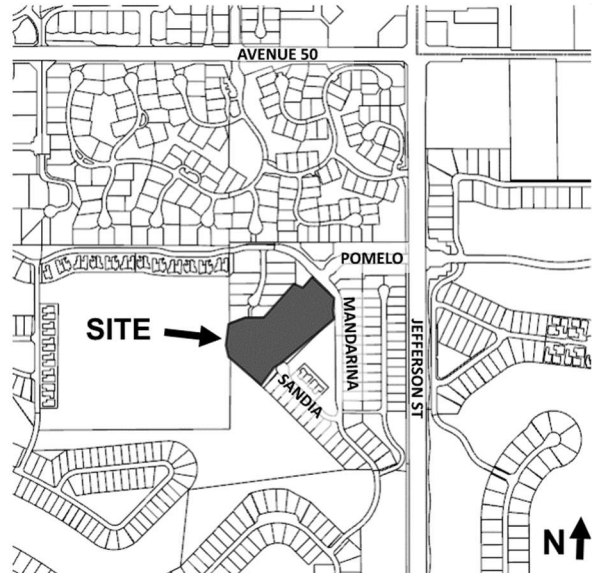 AVENUE 50
POMELO
SITE
MANDARINA
JEFFERSON ST
SANDIA
N